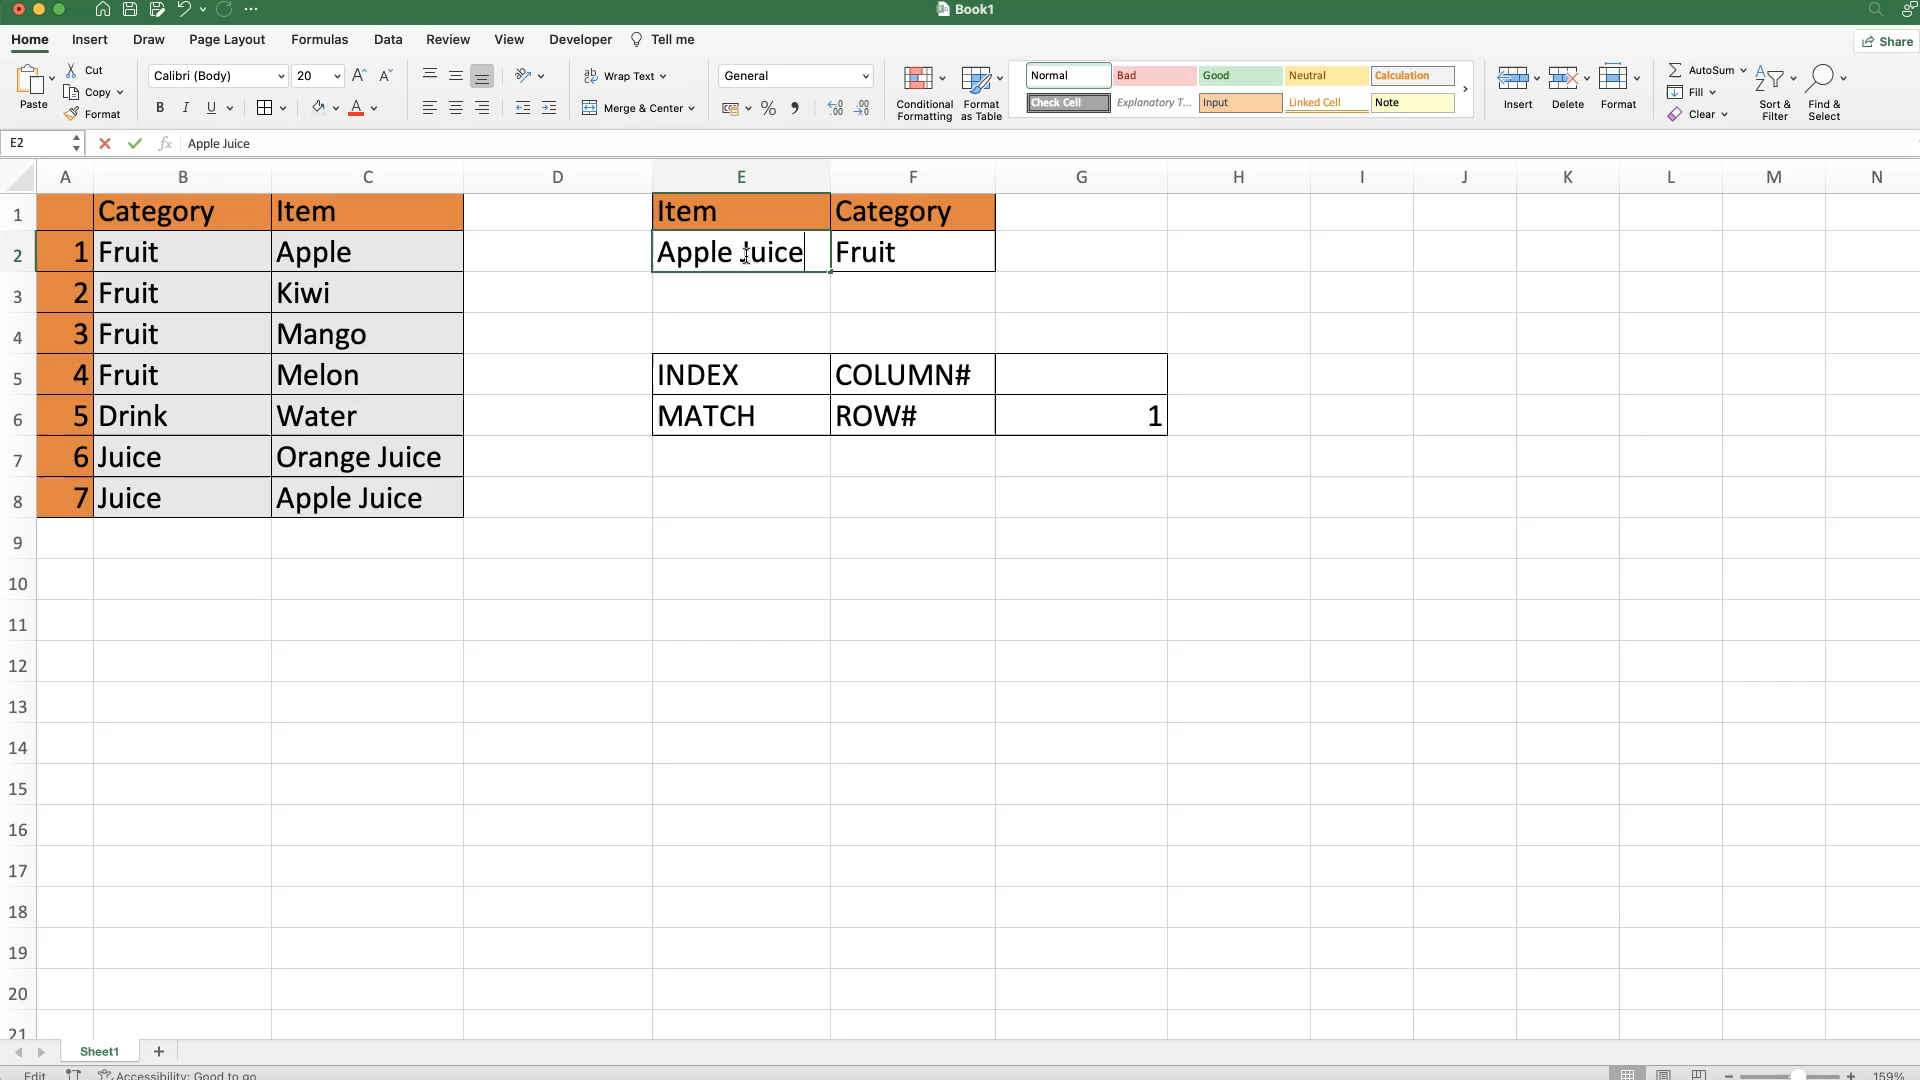 Book1
Home Insert Draw Page Layout Formulas Data Review View Developer Tell me Share
Paste Cut Copy Format
Calibri (Body) 20
B I U A
Wrap Text
Merge & Center
General
Conditional Formatting
Format as Table
Normal Bad Good Neutral Calculation
Check Cell Explanatory T... Input Linked Cell Note
Insert Delete Format
AutoSum
Fill
Clear
Sort & Filter
Find & Select
E2 fx Apple Juice
A B C D E F G H I J K L M N
1 Category Item Item Category
2 1 Fruit Apple Apple Juice Fruit
3 2 Fruit Kiwi
4 3 Fruit Mango
5 4 Fruit Melon INDEX COLUMN#
6 5 Drink Water MATCH ROW# 1
7 6 Juice Orange Juice
8 7 Juice Apple Juice
9
10
11
12
13
14
15
16
17
18
19
20
21
Sheet1 +
Edit Accessibility: Good to go 159%